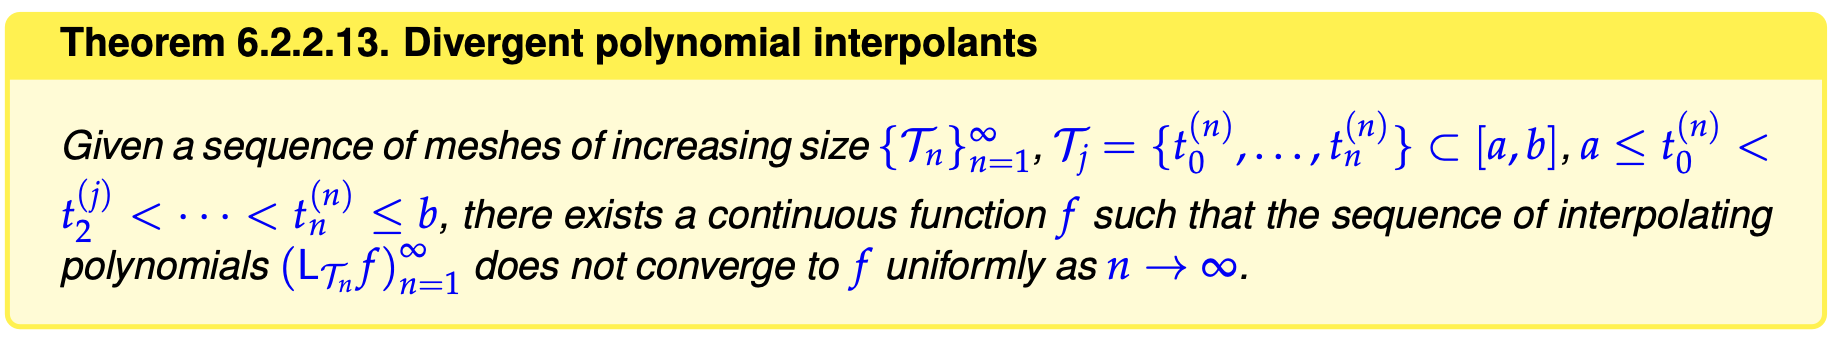 Theorem 6.2.2.13. Divergent polynomial interpolants
Given a sequence of meshes of increasing size $\{\mathcal{T}_n\}_{n=1}^{\infty}$, $\mathcal{T}_j = \{t_0^{(n)}, \ldots, t_n^{(n)}\} \subset [a, b]$, $a \leq t_0^{(n)} <$
$t_2^{(j)} < \cdots < t_n^{(n)} \leq b$, there exists a continuous function $f$ such that the sequence of interpolating
polynomials $(\mathsf{L}_{\mathcal{T}_n} f)_{n=1}^{\infty}$ does not converge to $f$ uniformly as $n \to \infty$.